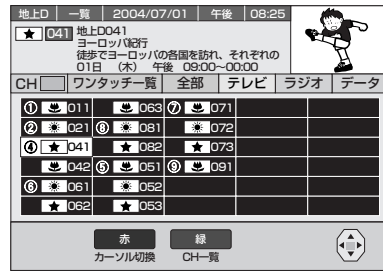 地上D 一覧 2004/07/01 午後 08:25
★ 041 地上D041
ヨーロッパ紀行
徒歩でヨーロッパの各国を訪れ、それぞれの
01日 (木) 午後 09:00~00:00
CH ワンタッチ一覧 全部 テレビ ラジオ データ
① 011 063 ⑦ 071
② 021 ⑧ 081 072
④ ★ 041 ★ 082 ★ 073
042 ⑤ 051 ⑨ 091
⑥ 061 052
★ 062 ★ 053
赤 緑
カーソル切換 CH一覧